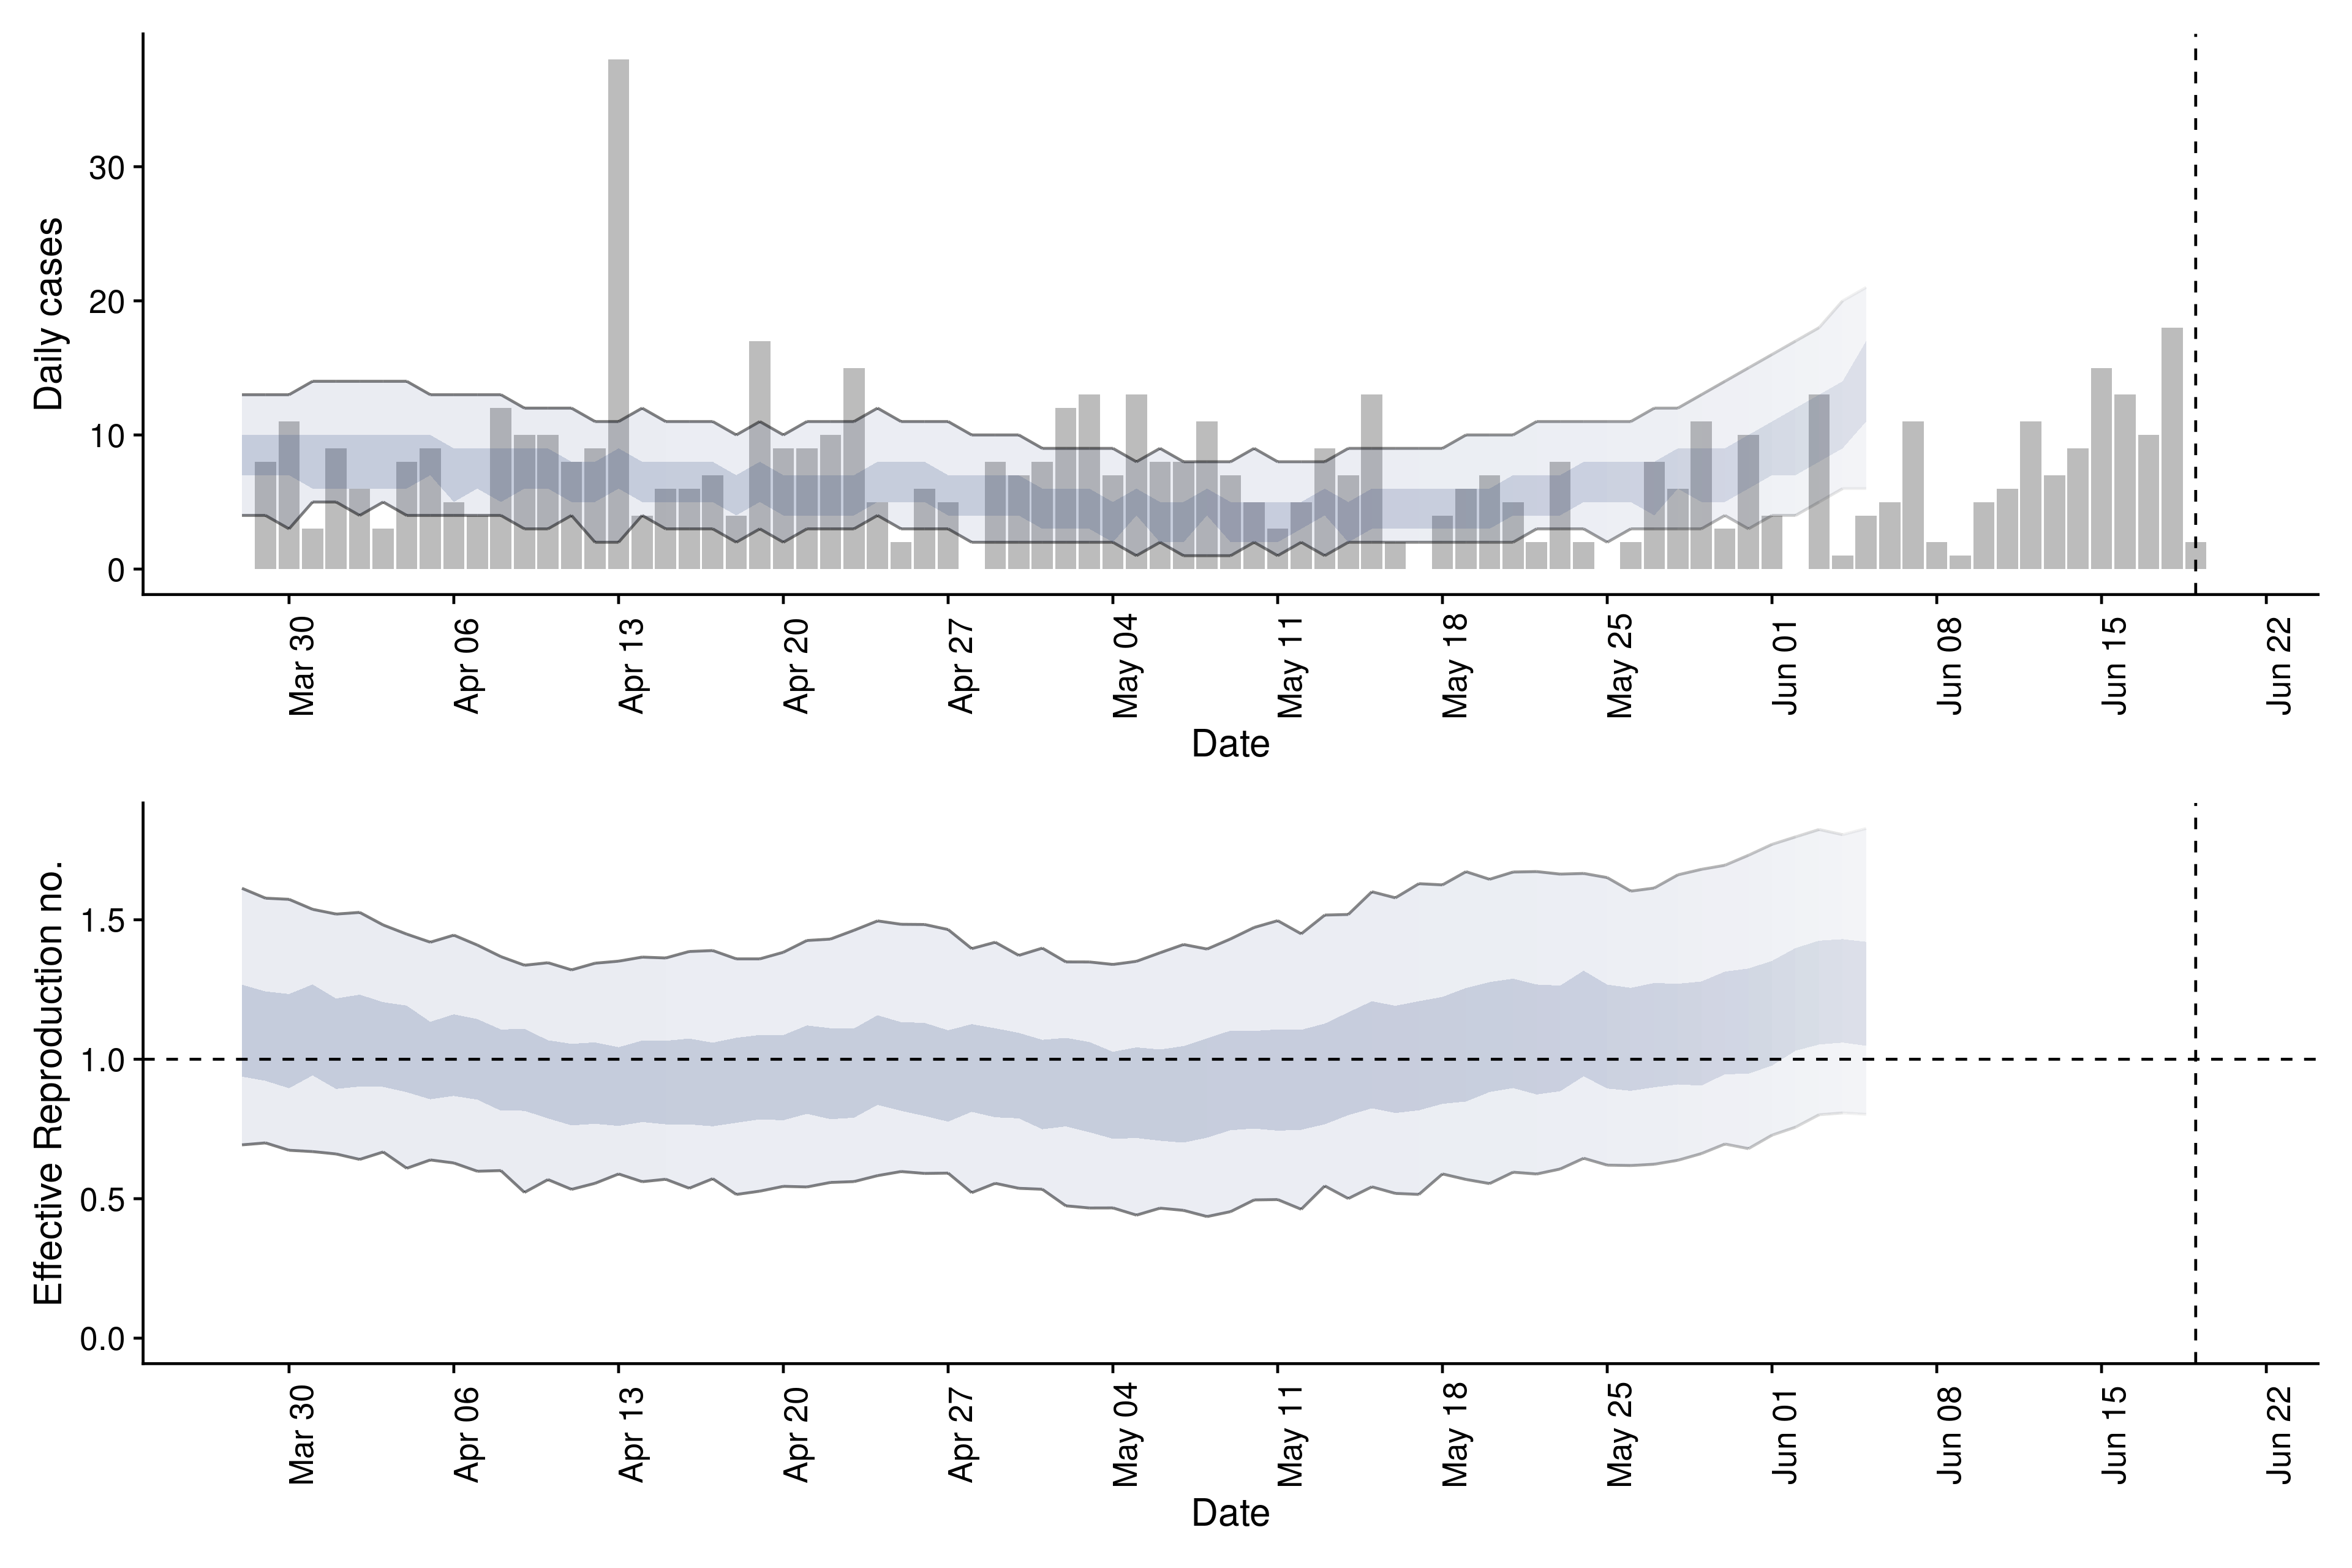 Daily cases
30
20
10
0
Mar 30
Apr 06
Apr 13
Apr 20
Apr 27
May 04
May 11
May 18
May 25
Jun 01
Jun 08
Jun 15
Jun 22
Date
Effective Reproduction no.
1.5
1.0
0.5
0.0
Mar 30
Apr 06
Apr 13
Apr 20
Apr 27
May 04
May 11
May 18
May 25
Jun 01
Jun 08
Jun 15
Jun 22
Date